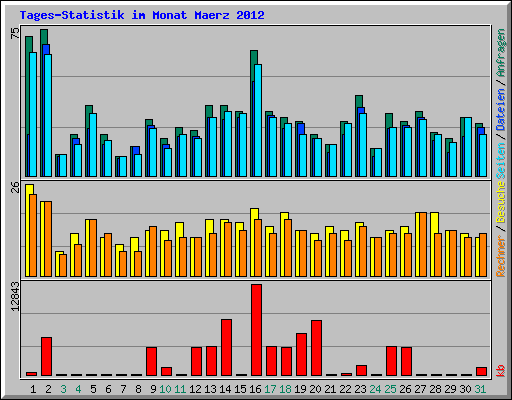 Tages-Statistik im Monat Maerz 2012
75
26
12843
Rechner / Besuche Seiten / Dateien / Anfragen
kb
1 2 3 4 5 6 7 8 9 10 11 12 13 14 15 16 17 18 19 20 21 22 23 24 25 26 27 28 29 30 31